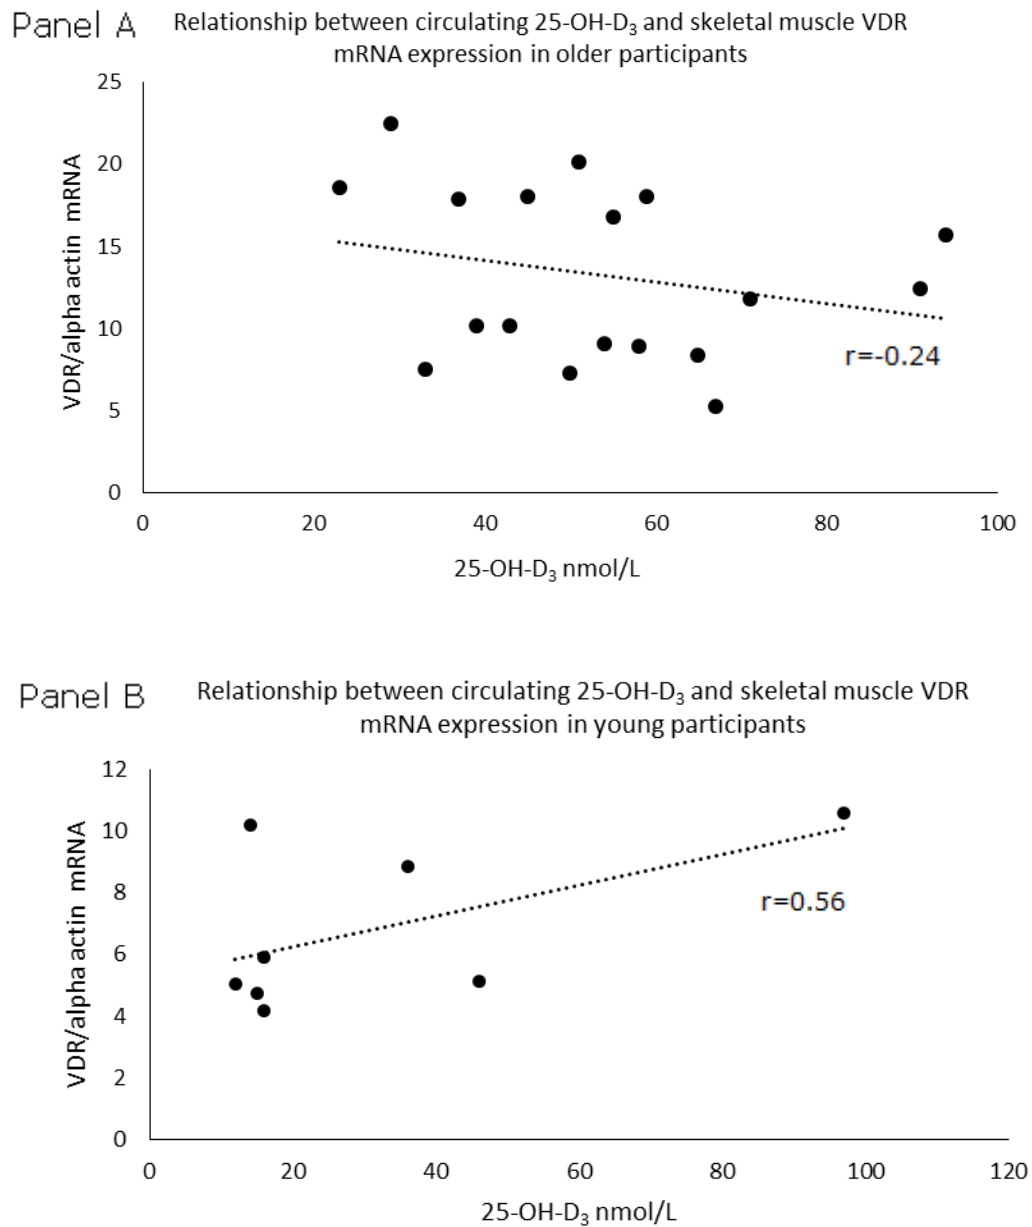 Panel A
Relationship between circulating 25-OH-D₃ and skeletal muscle VDR
mRNA expression in older participants
VDR/alpha actin mRNA
25
20
15
10
5
0
r=-0.24
0 20 40 60 80 100
25-OH-D₃ nmol/L
Panel B
Relationship between circulating 25-OH-D₃ and skeletal muscle VDR
mRNA expression in young participants
VDR/alpha actin mRNA
12
10
8
6
4
2
0
r=0.56
0 20 40 60 80 100 120
25-OH-D₃ nmol/L